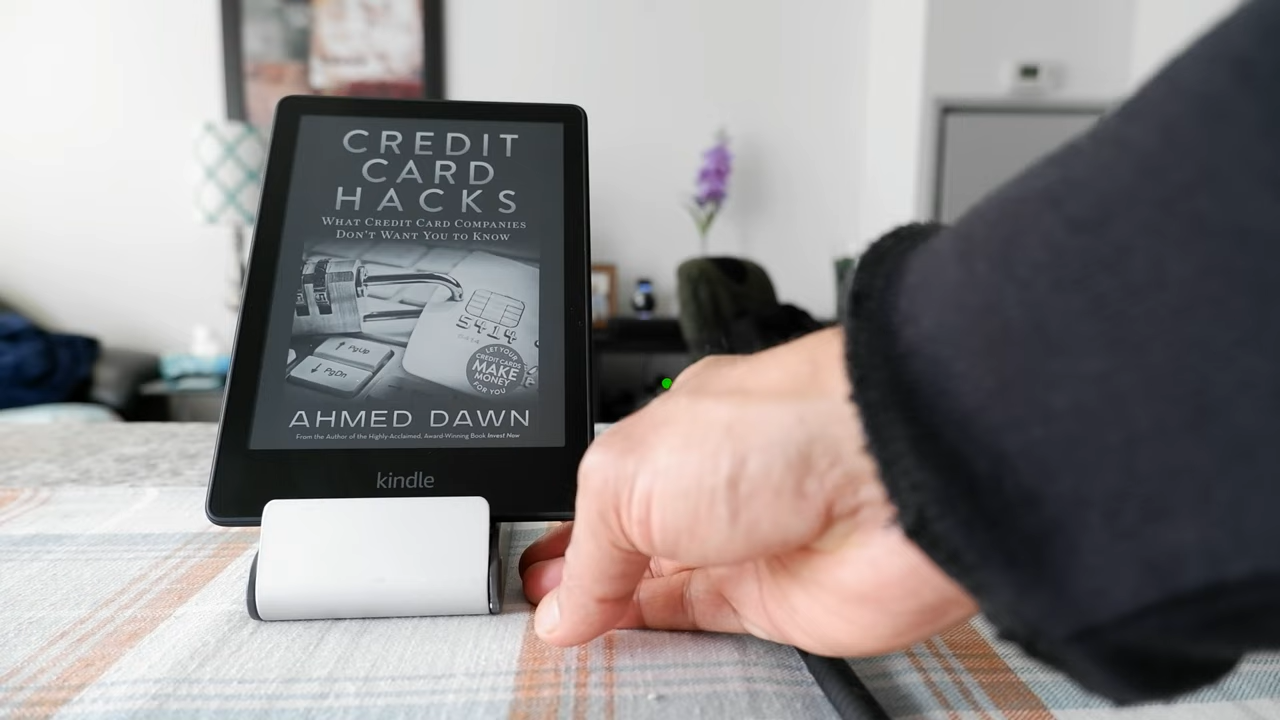 CREDIT
CARD
HACKS
WHAT CREDIT CARD COMPANIES
DON'T WANT YOU TO KNOW
5414
↑ PgUp
↓ PgDn
LET YOUR
CREDIT CARDS
MAKE
MONEY
FOR YOU
AHMED DAWN
From the Author of the Highly-Acclaimed, Award-Winning Book Invest Now
kindle